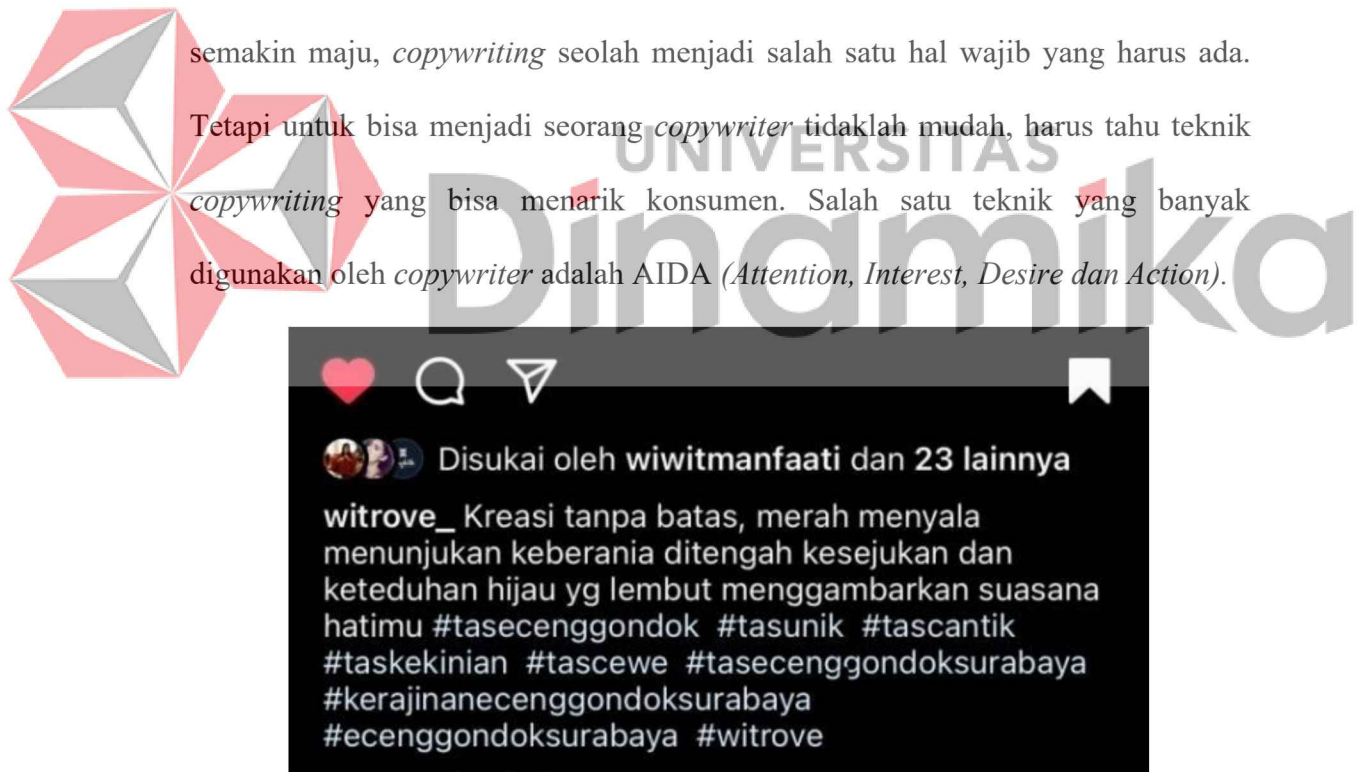 semakin maju, copywriting seolah menjadi salah satu hal wajib yang harus ada.
Tetapi untuk bisa menjadi seorang copywriter tidaklah mudah, harus tahu teknik
UNIVERSITAS
Dinamika
copywriting yang bisa menarik konsumen. Salah satu teknik yang banyak
digunakan oleh copywriter adalah AIDA (Attention, Interest, Desire dan Action).
Disukai oleh wiwitmanfaati dan 23 lainnya
witrove_ Kreasi tanpa batas, merah menyala
menunjukan keberania ditengah kesejukan dan
keteduhan hijau yg lembut menggambarkan suasana
hatimu #tasecenggondok #tasunik #tascantik
#taskekinian #tascewe #tasecenggondoksurabaya
#kerajinanecenggondoksurabaya
#ecenggondoksurabaya #witrove